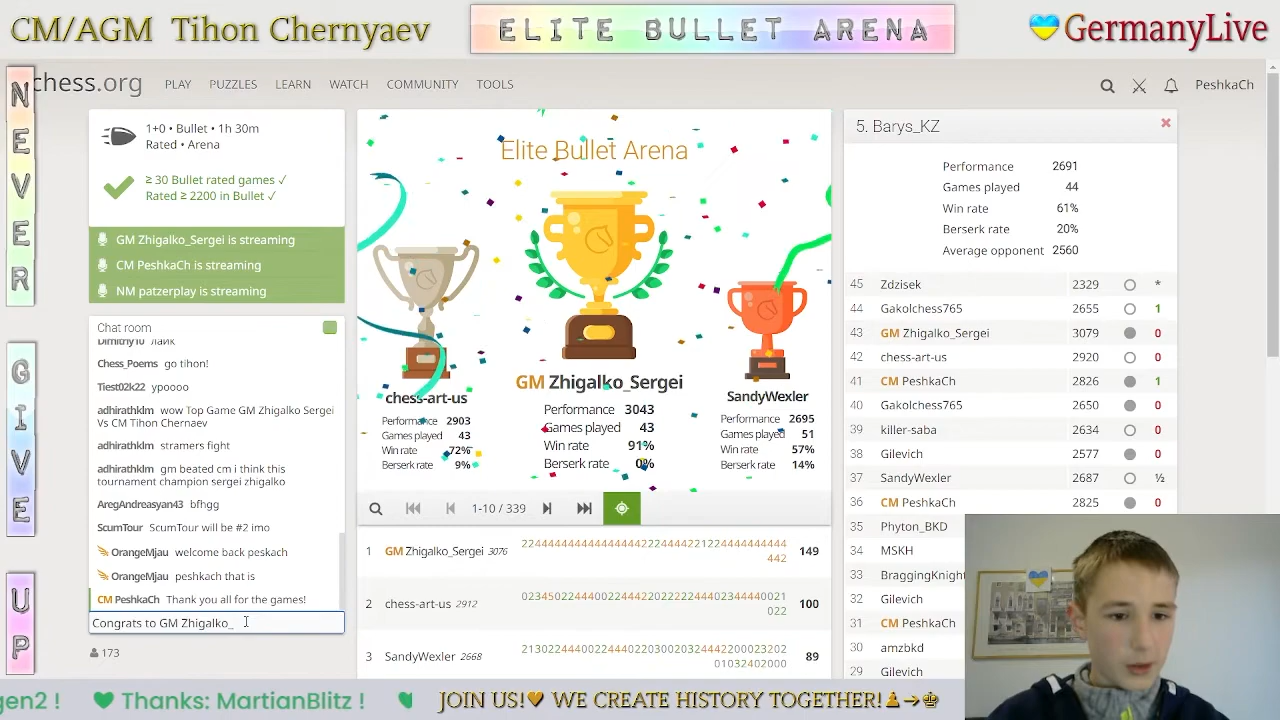 CM/AGM Tihon Chernyaev
ELITE BULLET ARENA
GermanyLive
NEVER
GIVE
UP
chess.org
PLAY PUZZLES LEARN WATCH COMMUNITY TOOLS
PeshkaCh
1+0 • Bullet • 1h 30m
Rated • Arena
≥ 30 Bullet rated games ✓
Rated ≥ 2200 in Bullet ✓
GM Zhigalko_Sergei is streaming
CM PeshkaCh is streaming
NM patzerplay is streaming
Chat room
Chess_Poems go tihon!
Tiest02k22 yposoo
adhirathklm wow Top Game GM Zhigalko Sergei
Vs CM Tihon Chernyaev
adhirathklm stramers fight
adhirathklm gm beated cm i think this
tournament champion sergei zhigalko
AregAndreasyan43 bfhgg
ScumTour ScumTour will be #2 imo
OrangeMjau welcome back peskach
OrangeMjau peshkach that is
CM PeshkaCh Thank you all for the games!
Congrats to GM Zhigalko_
173
Elite Bullet Arena
chess-art-us
Performance 2903
Games played 43
Win rate 72%
Berserk rate 9%
GM Zhigalko_Sergei
Performance 3043
Games played 43
Win rate 91%
Berserk rate 0%
SandyWexler
Performance 2695
Games played 51
Win rate 57%
Berserk rate 14%
1-10 / 339
1 GM Zhigalko_Sergei 3076 149
2 chess-art-us 2912 100
3 SandyWexler 2668 89
5. Barys_KZ
Performance 2691
Games played 44
Win rate 61%
Berserk rate 20%
Average opponent 2560
45 Zdzisek 2329 *
44 Gakolchess765 2655 1
43 GM Zhigalko_Sergei 3079 0
42 chess-art-us 2920 0
41 CM PeshkaCh 2826 1
40 Gakolchess765 2650 0
39 killer-saba 2634 0
38 Gilevich 2577 0
37 SandyWexler 2687 ½
36 CM PeshkaCh 2825 0
35 Phyton_BKD
34 MSKH
33 BraggingKnight
32 Gilevich
31 CM PeshkaCh
30 amzbkd
29 Gilevich
gen2 ! Thanks: MartianBlitz ! JOIN US! WE CREATE HISTORY TOGETHER!